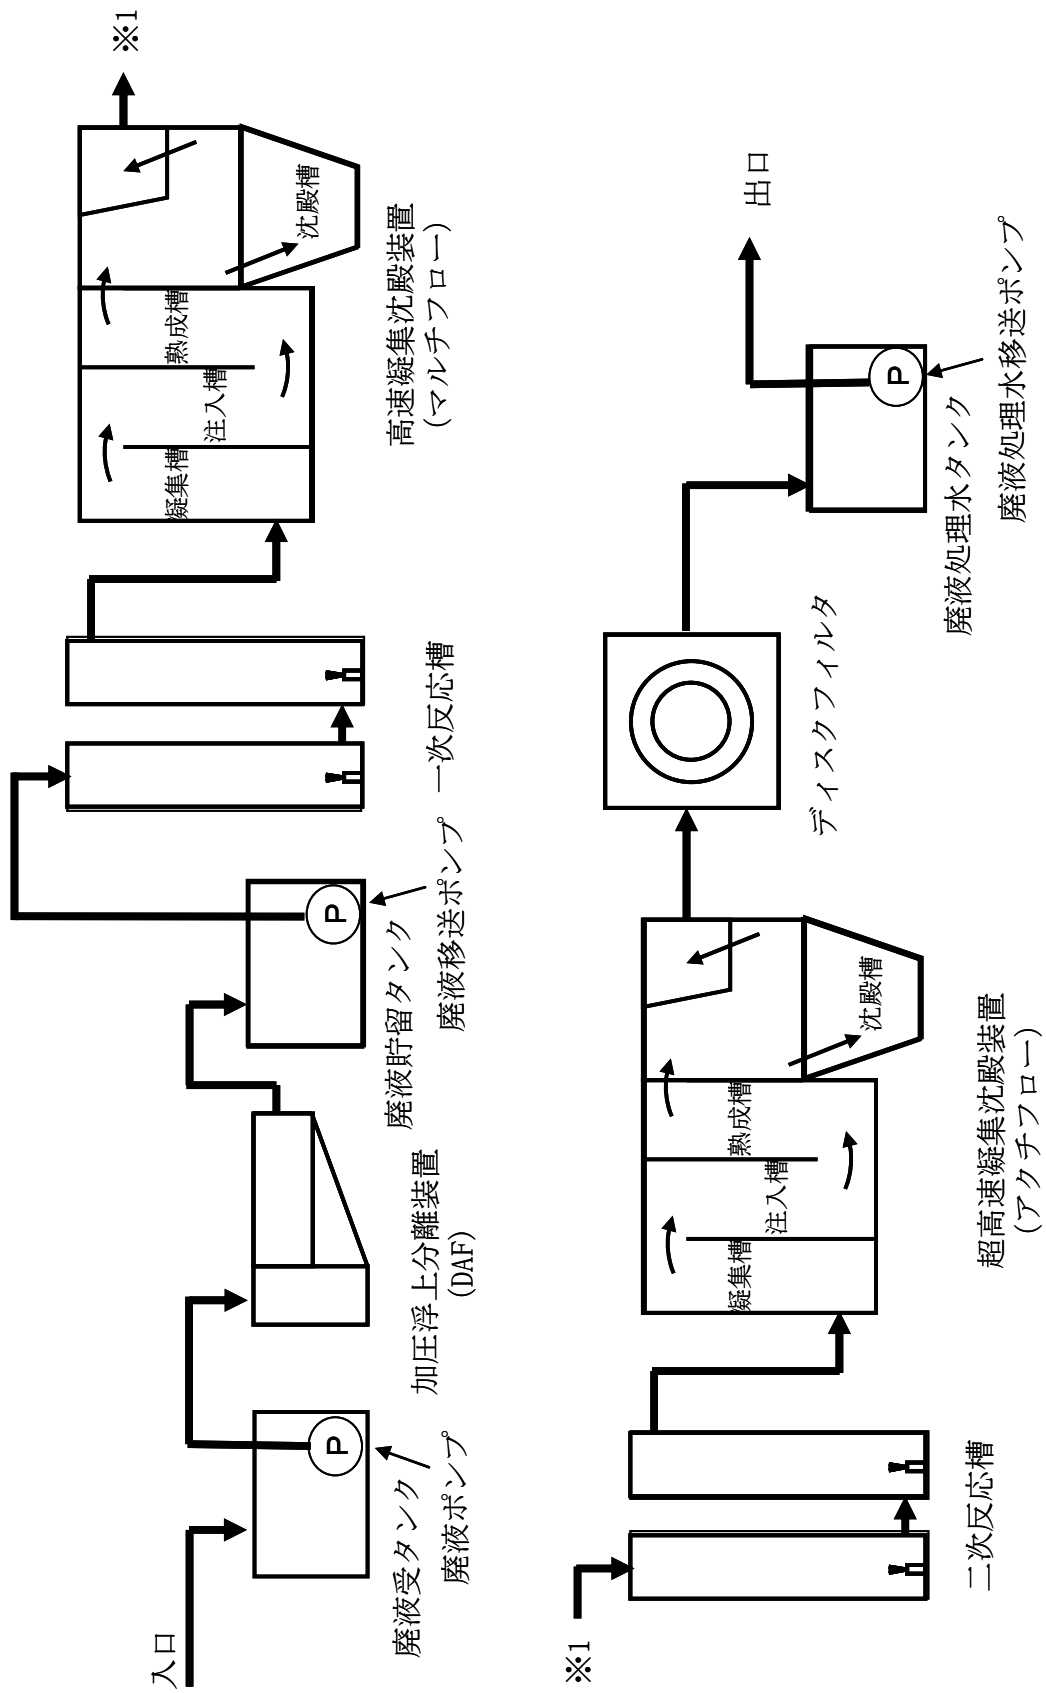 入口
P
廃液受タンク
廃液ポンプ
加圧浮上分離装置
(DAF)
P
廃液貯留タンク
廃液移送ポンプ
一次反応槽
凝集槽
注入槽
熟成槽
沈殿槽
高速凝集沈殿装置
(マルチフロー)
※1
※1
二次反応槽
凝集槽
注入槽
熟成槽
沈殿槽
超高速凝集沈殿装置
(アクチフロー)
ディスクフィルタ
P
廃液処理水タンク
廃液処理水移送ポンプ
出口